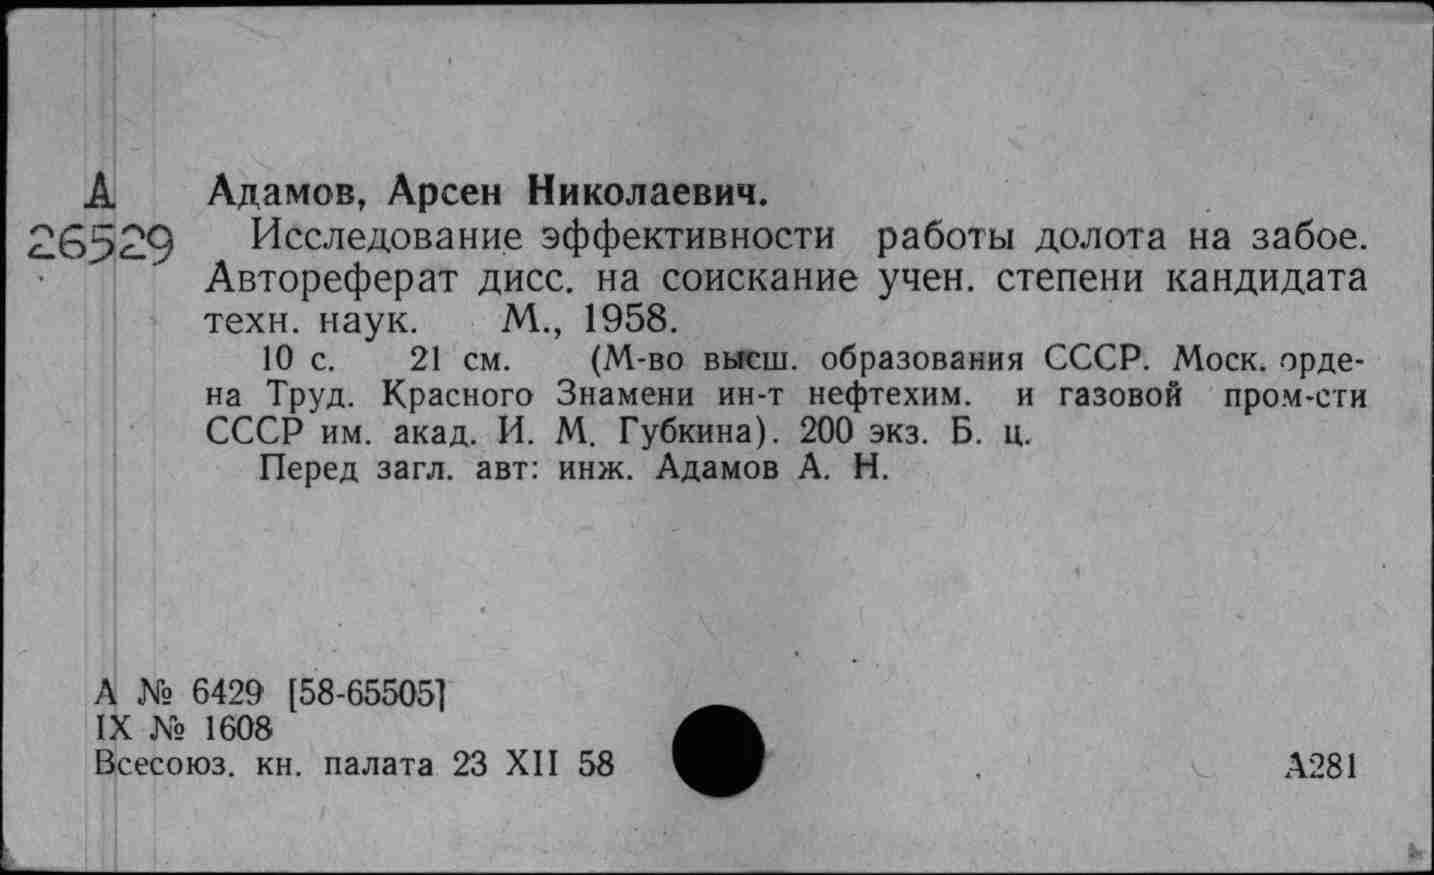 А Адамов, Арсен Николаевич.
26529 Исследование эффективности работы долота на забое.
Автореферат дисс. на соискание учен. степени кандидата
техн. наук. М., 1958.
10 с. 21 см. (М-во высш. образования СССР. Моск. орде-
на Труд. Красного Знамени ин-т нефтехим. и газовой пром-сти
СССР им. акад. И. М. Губкина). 200 экз. Б. ц.
Перед загл. авт: инж. Адамов А. Н.
А № 6429 [58-65505]
IX № 1608
Всесоюз. кн. палата 23 XII 58 А281